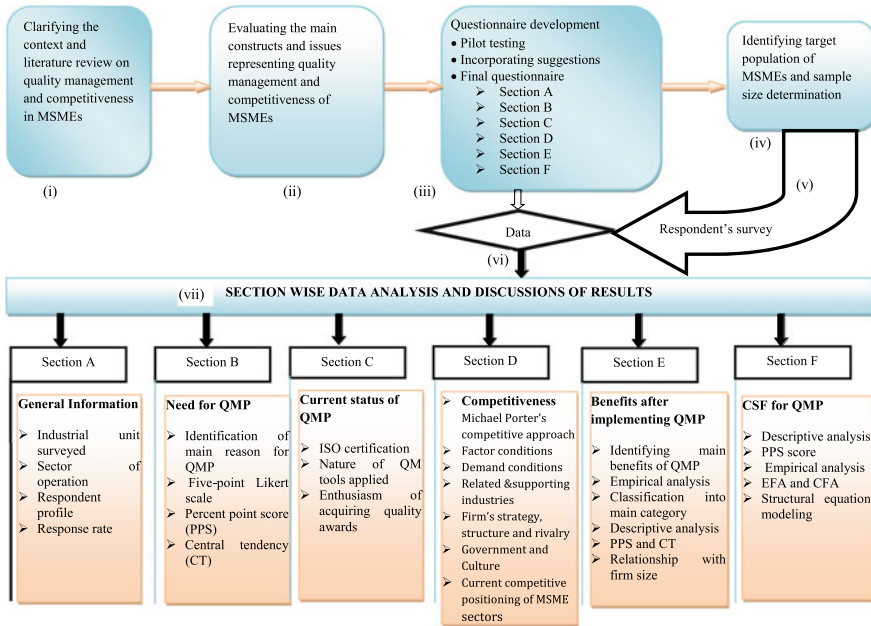 Clarifying the
context and
literature review on
quality management
and competitiveness
in MSMEs
(i)
Evaluating the main
constructs and issues
representing quality
management and
competitiveness of
MSMEs
(ii)
Questionnaire development
• Pilot testing
• Incorporating suggestions
• Final questionnaire
➢ Section A
➢ Section B
➢ Section C
➢ Section D
➢ Section E
➢ Section F
(iii)
Identifying target
population of
MSMEs and sample
size determination
(iv)
(v)
Respondent's survey
Data
(vi)
(vii) SECTION WISE DATA ANALYSIS AND DISCUSSIONS OF RESULTS
Section A
General Information
➢ Industrial unit
surveyed
➢ Sector of
operation
➢ Respondent
profile
➢ Response rate
Section B
Need for QMP
➢ Identification of
main reason for
QMP
➢ Five-point Likert
scale
➢ Percent point score
(PPS)
➢ Central tendency
(CT)
Section C
Current status of
QMP
➢ ISO certification
➢ Nature of QM
tools applied
➢ Enthusiasm of
acquiring quality
awards
Section D
➢ Competitiveness
Michael Porter's
competitive approach
➢ Factor conditions
➢ Demand conditions
➢ Related &supporting
industries
➢ Firm's strategy,
structure and rivalry
➢ Government and
Culture
➢ Current competitive
positioning of MSME
sectors
Section E
Benefits after
implementing QMP
➢ Identifying main
benefits of QMP
➢ Empirical analysis
➢ Classification into
main category
➢ Descriptive analysis
➢ PPS and CT
➢ Relationship with
firm size
Section F
CSF for QMP
➢ Descriptive analysis
➢ PPS score
➢ Empirical analysis
➢ EFA and CFA
➢ Structural equation
modeling